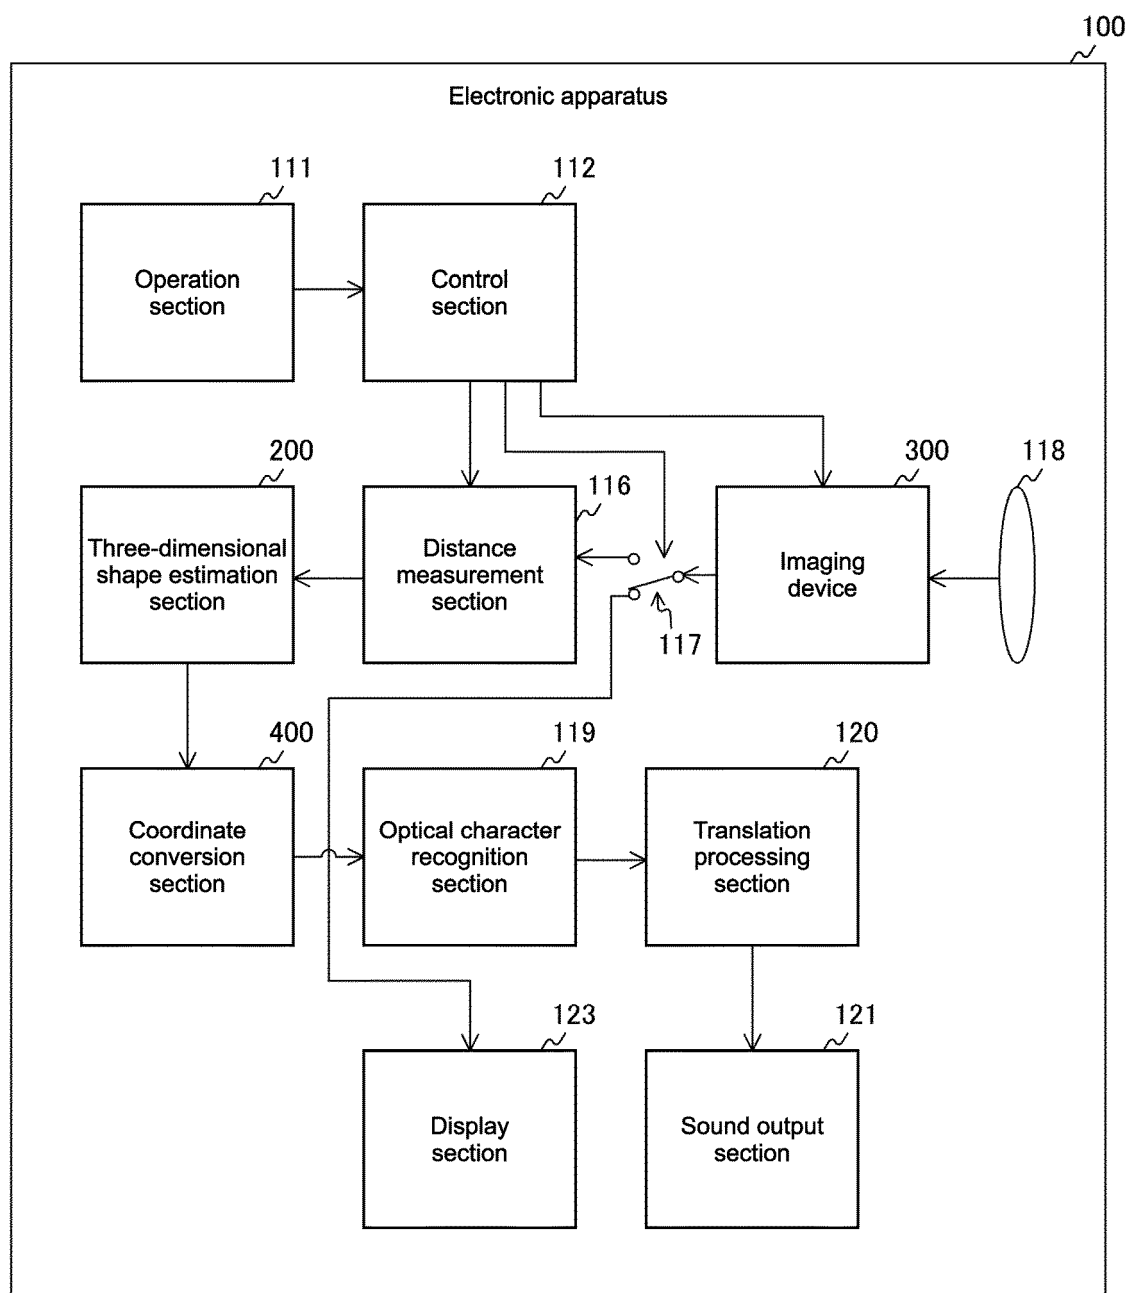 100
Electronic apparatus
111
112
Operation
section
Control
section
200
116
300
118
Three-dimensional
shape estimation
section
Distance
measurement
section
Imaging
device
117
400
119
120
Coordinate
conversion
section
Optical character
recognition
section
Translation
processing
section
123
121
Display
section
Sound output
section